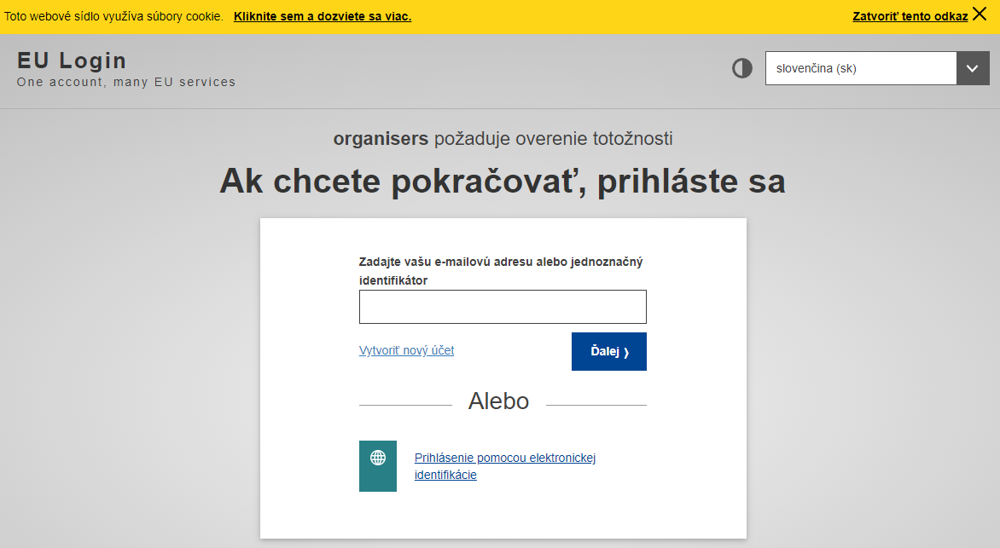 Toto webové sídlo využíva súbory cookie. Kliknite sem a dozviete sa viac. Zatvoriť tento odkaz
EU Login
One account, many EU services
slovenčina (sk)
organisers požaduje overenie totožnosti
Ak chcete pokračovať, prihláste sa
Zadajte vašu e-mailovú adresu alebo jednoznačný
identifikátor
Vytvoriť nový účet
Ďalej ❭
Alebo
Prihlásenie pomocou elektronickej
identifikácie